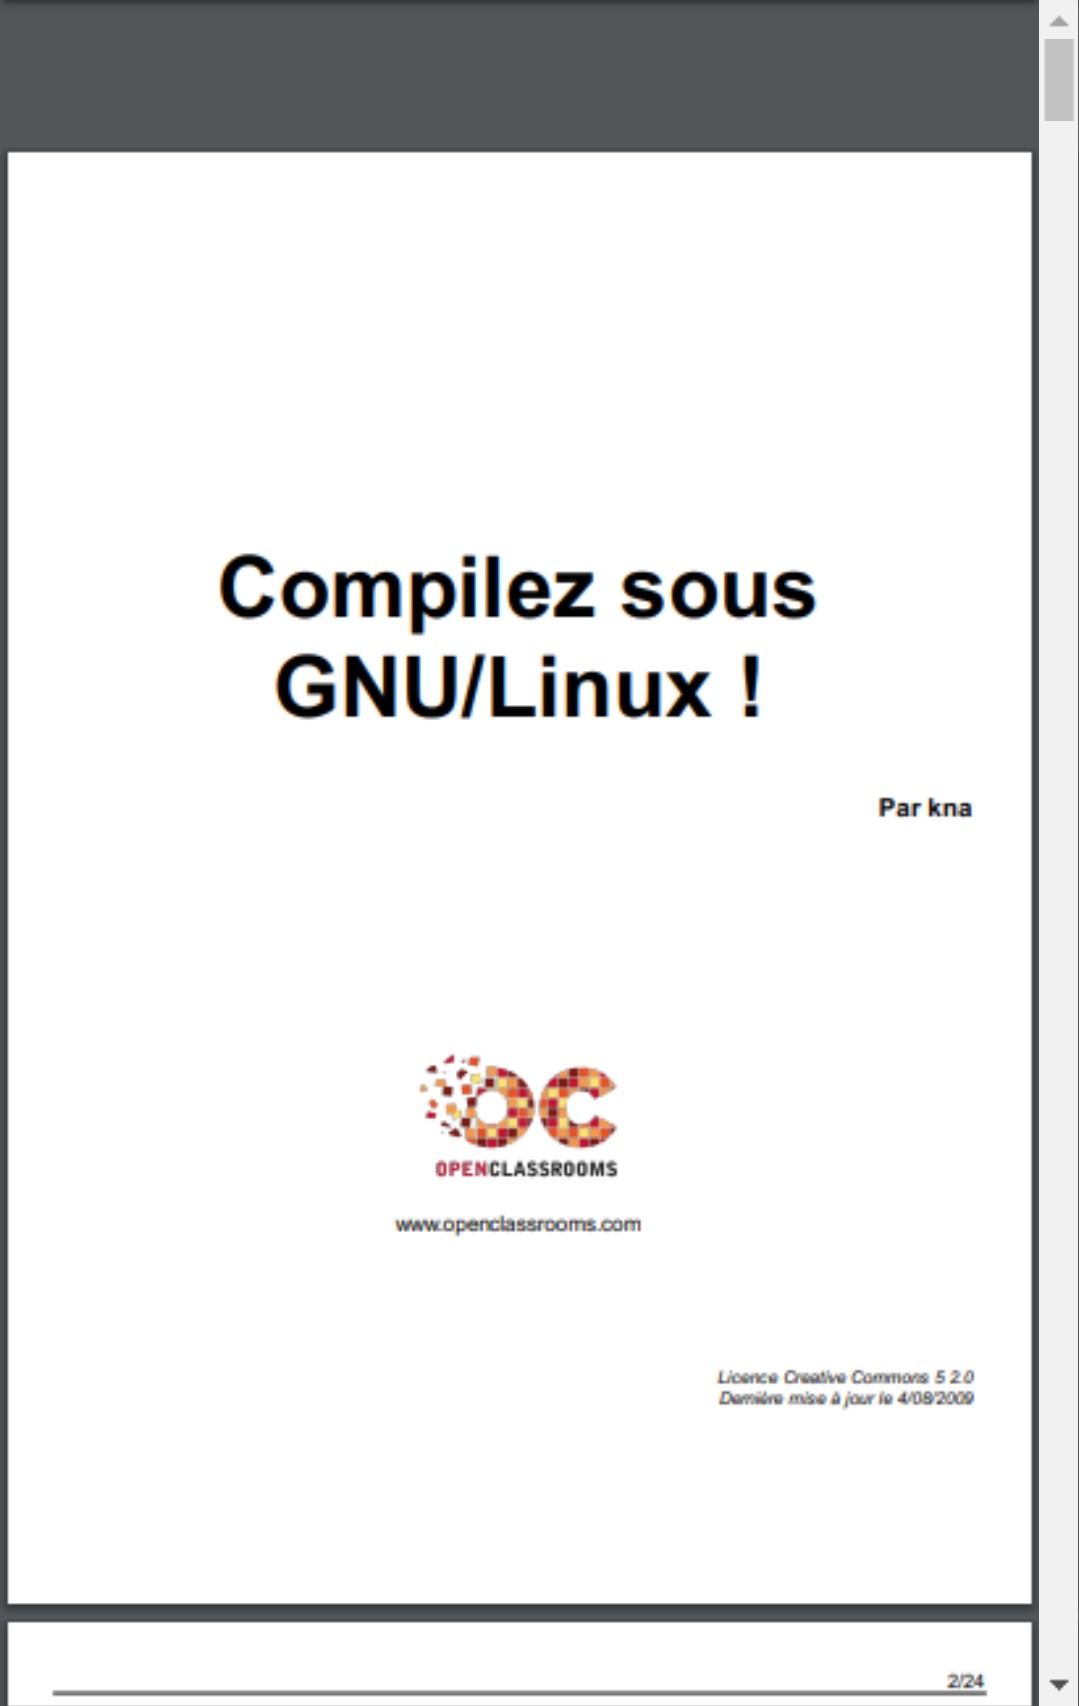 Compilez sous
GNU/Linux !
Par kna
OPENCLASSROOMS
www.openclassrooms.com
Licence Creative Commons 5 2.0
Dernière mise à jour le 4/08/2009
2/24